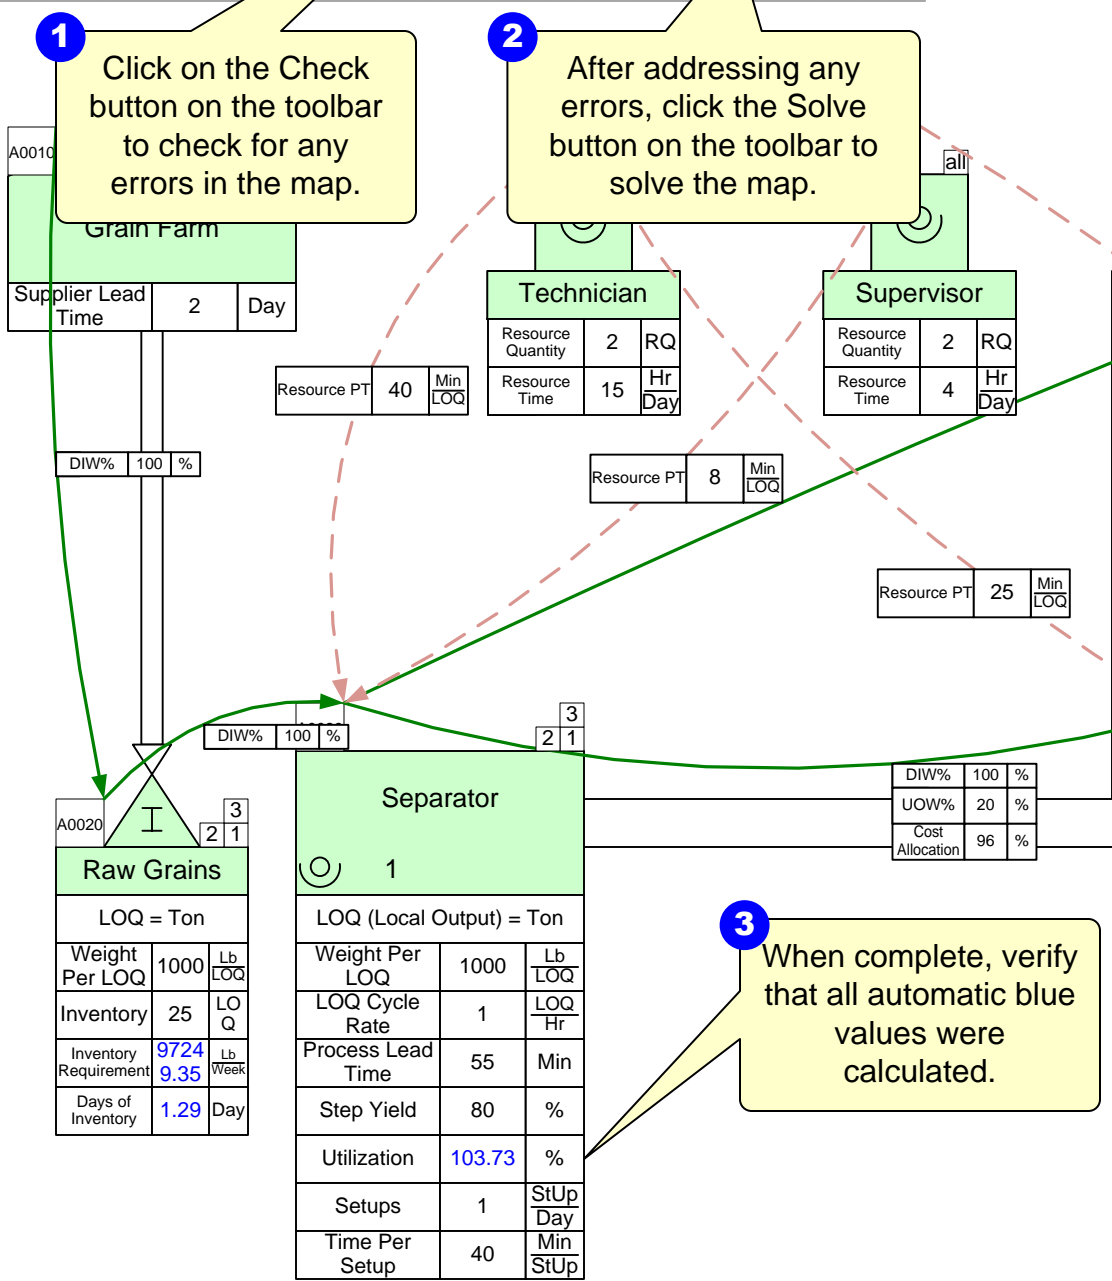 1
Click on the Check
button on the toolbar
to check for any
errors in the map.
2
After addressing any
errors, click the Solve
button on the toolbar to
solve the map.
A0010
Grain Farm
Supplier Lead
Time
2
Day
all
Technician
Resource
Quantity
2
RQ
Resource
Time
15
Hr
Day
Supervisor
Resource
Quantity
2
RQ
Resource
Time
4
Hr
Day
Resource PT
40
Min
LOQ
DIW%
100
%
Resource PT
8
Min
LOQ
Resource PT
25
Min
LOQ
DIW%
100
%
A0020
3
2
1
Raw Grains
LOQ = Ton
Weight
Per LOQ
1000
Lb
LOQ
Inventory
25
LO
Q
Inventory
Requirement
9724
9.35
Lb
Week
Days of
Inventory
1.29
Day
3
2
1
Separator
1
LOQ (Local Output) = Ton
Weight Per
LOQ
1000
Lb
LOQ
LOQ Cycle
Rate
1
LOQ
Hr
Process Lead
Time
55
Min
Step Yield
80
%
Utilization
103.73
%
Setups
1
StUp
Day
Time Per
Setup
40
Min
StUp
DIW%
100
%
UOW%
20
%
Cost
Allocation
96
%
3
When complete, verify
that all automatic blue
values were
calculated.